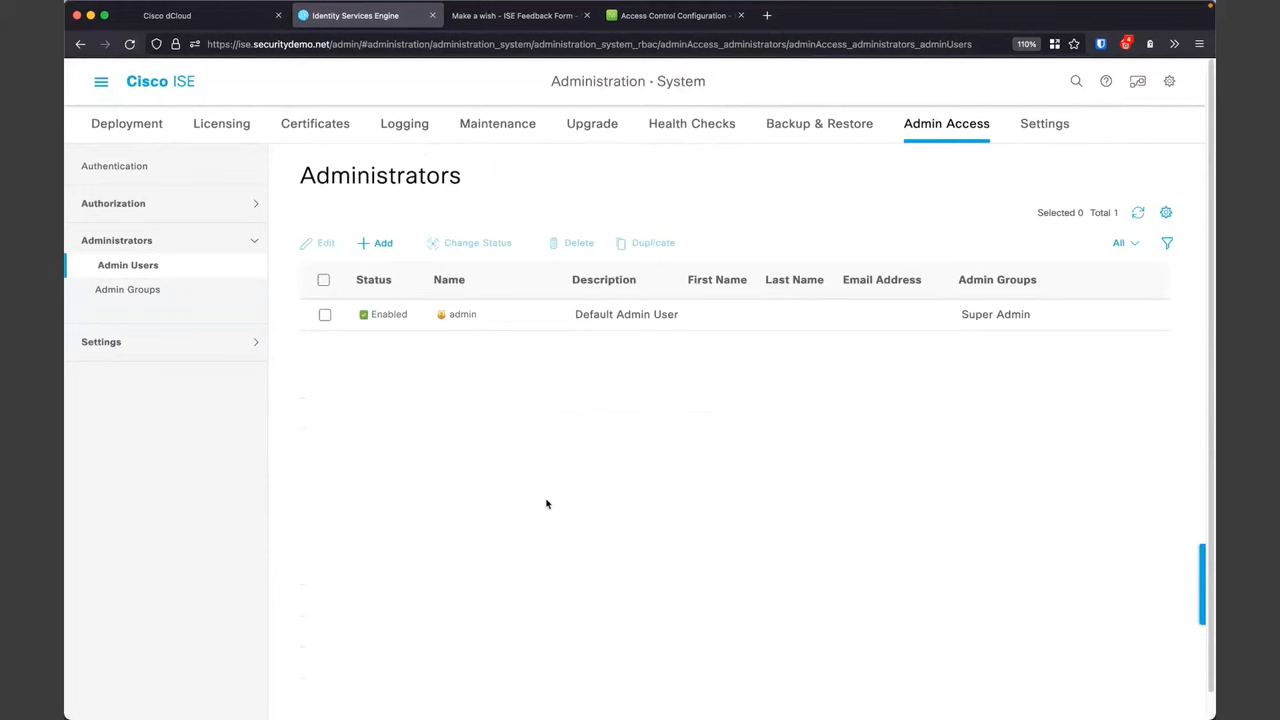 Cisco dCloud
Identity Services Engine
Make a wish - ISE Feedback Form -
Access Control Configuration -
https://ise.securitydemo.net/admin/#administration/administration_system/administration_system_rbac/adminAccess_administrators/adminAccess_administrators_adminUsers
110%
4
Cisco ISE
Administration · System
Deployment Licensing Certificates Logging Maintenance Upgrade Health Checks Backup & Restore Admin Access Settings
Authentication
Authorization
Administrators
Admin Users
Admin Groups
Settings
Administrators
Selected 0 Total 1
Edit Add Change Status Delete Duplicate All
Status Name Description First Name Last Name Email Address Admin Groups
Enabled admin Default Admin User Super Admin